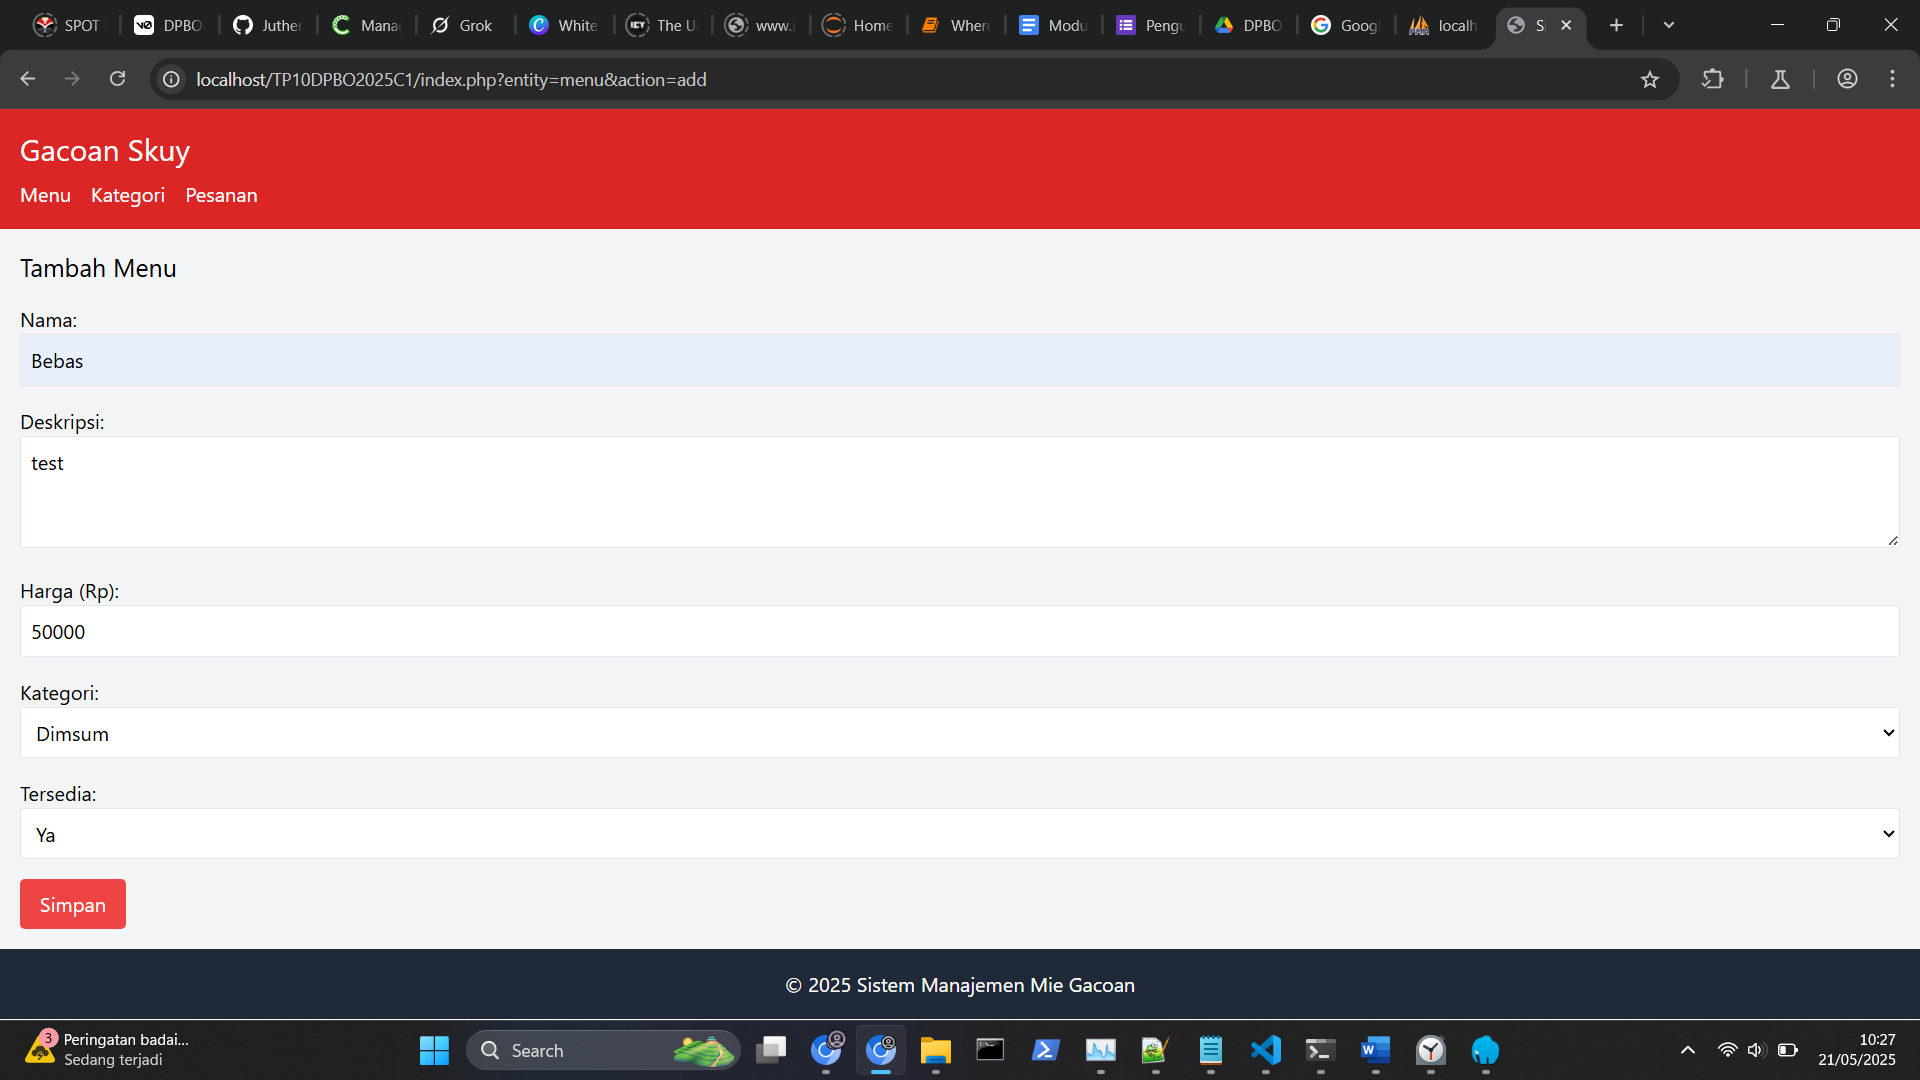 SPOT
DPBO
Juther
Mana
Grok
White
The U
www.
Home
Where
Modu
Pengu
DPBO
Goog
localh
Si
localhost/TP10DPBO2025C1/index.php?entity=menu&action=add
Gacoan Skuy
Menu Kategori Pesanan
Tambah Menu
Nama:
Bebas
Deskripsi:
test
Harga (Rp):
50000
Kategori:
Dimsum
Tersedia:
Ya
Simpan
© 2025 Sistem Manajemen Mie Gacoan
3
Peringatan badai...
Sedang terjadi
Search
10:27
21/05/2025